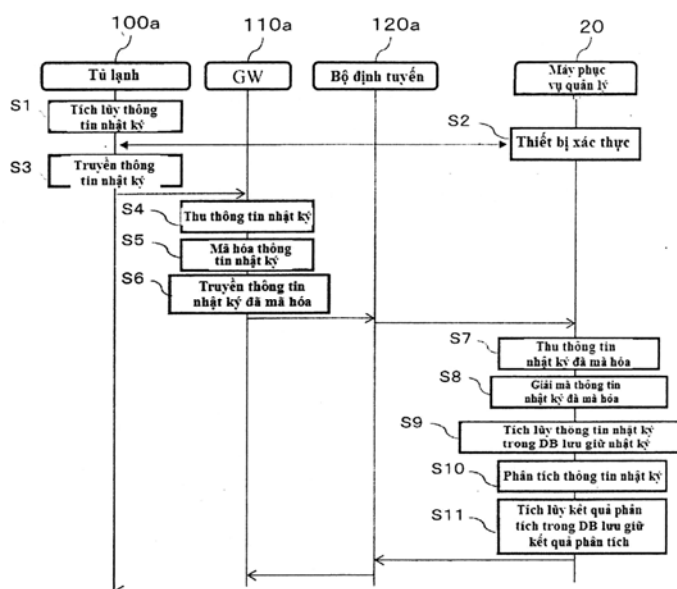 100a
110a
120a
20
Tủ lạnh
GW
Bộ định tuyến
Máy phục
vụ quản lý
S1
Tích lũy thông
tin nhật ký
S2
Thiết bị xác thực
S3
Truyền thông
tin nhật ký
S4
Thu thông tin nhật ký
S5
Mã hóa thông
tin nhật ký
S6
Truyền thông tin
nhật ký đã mã hóa
S7
Thu thông tin
nhật ký đã mã hóa
S8
Giải mã thông tin
nhật ký đã mã hóa
S9
Tích lũy thông tin nhật ký
trong DB lưu giữ nhật ký
S10
Phân tích thông tin nhật ký
S11
Tích lũy kết quả phân
tích trong DB lưu giữ
kết quả phân tích